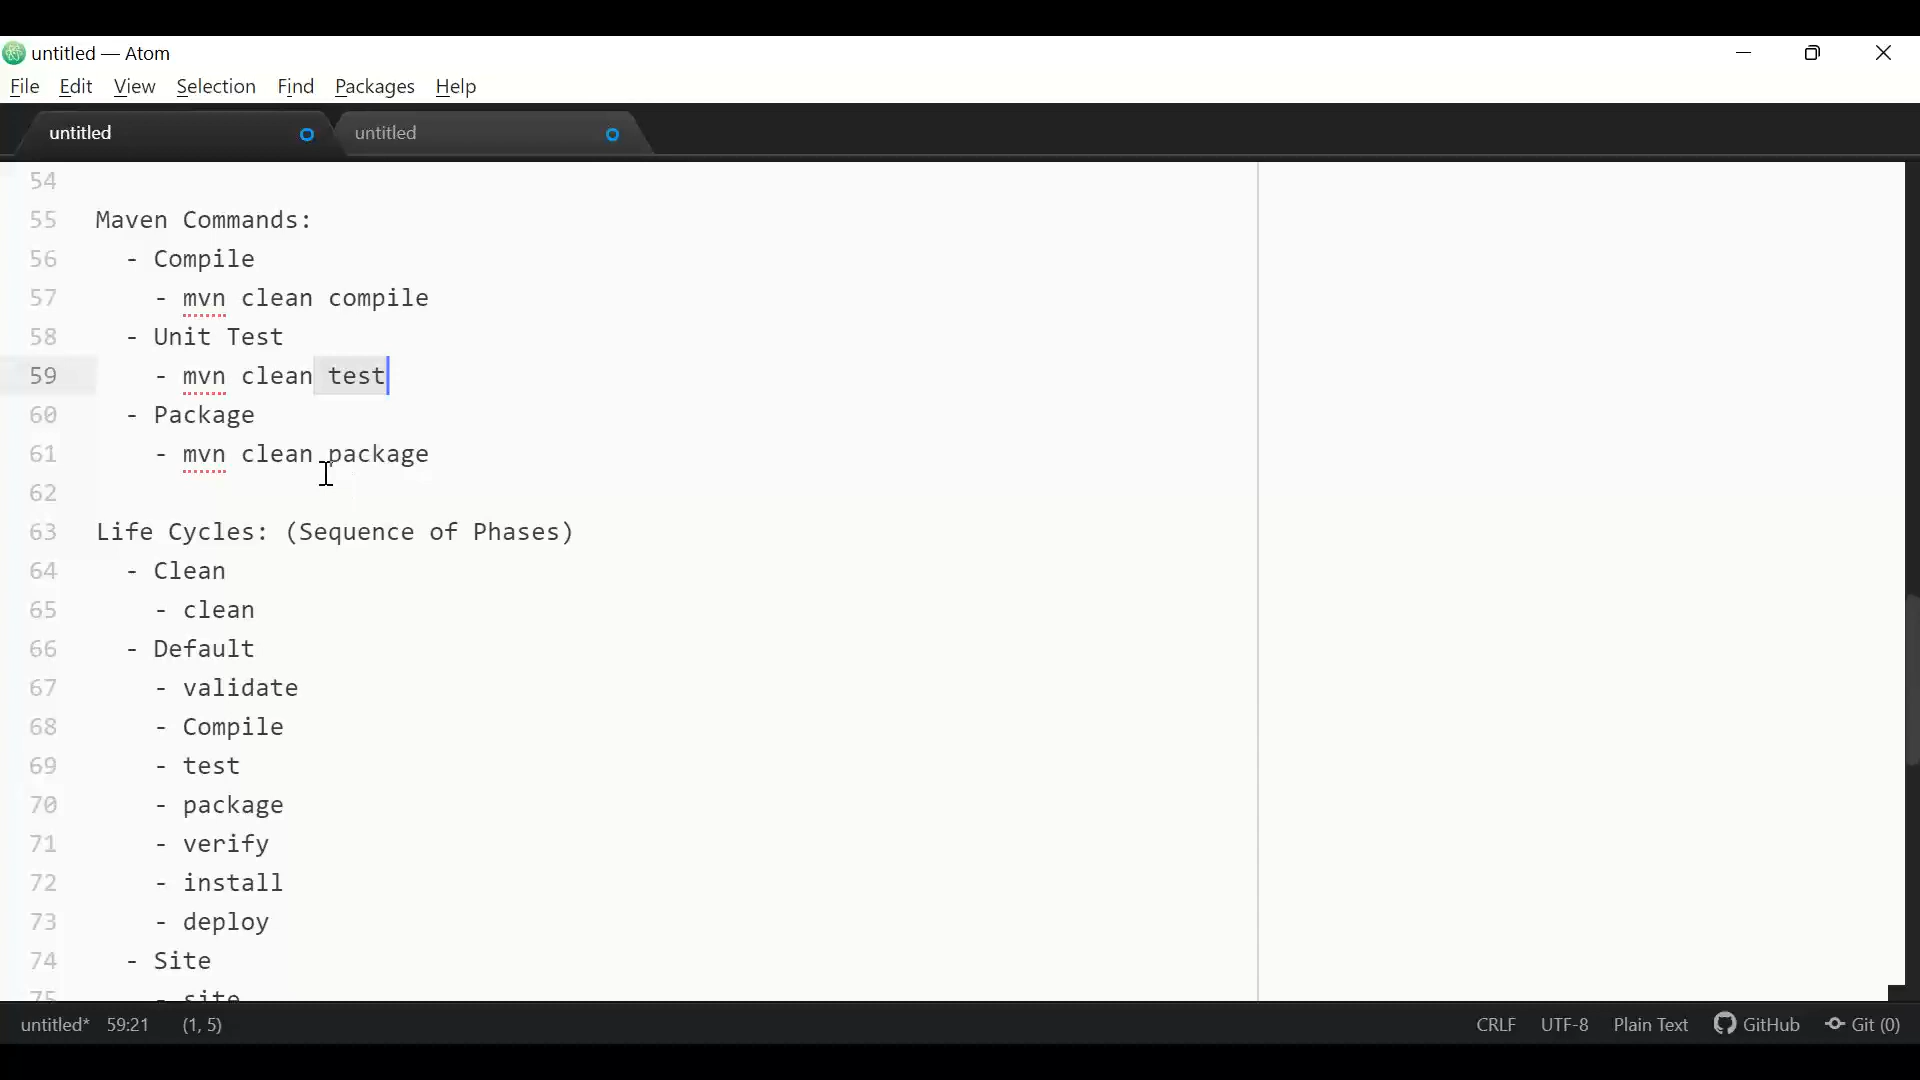 untitled — Atom
File Edit View Selection Find Packages Help
untitled untitled
54
55 Maven Commands:
56 - Compile
57 - mvn clean compile
58 - Unit Test
59 - mvn clean test
60 - Package
61 - mvn clean package
62
63 Life Cycles: (Sequence of Phases)
64 - Clean
65 - clean
66 - Default
67 - validate
68 - Compile
69 - test
70 - package
71 - verify
72 - install
73 - deploy
74 - Site
75 - site
untitled* 59:21 (1, 5) CRLF UTF-8 Plain Text GitHub Git (0)